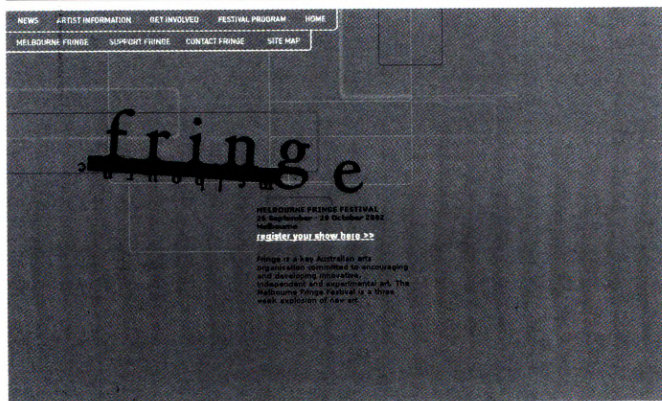 NEWS ARTIST INFORMATION GET INVOLVED FESTIVAL PROGRAM HOME
MELBOURNE FRINGE SUPPORT FRINGE CONTACT FRINGE SITE MAP
fringe
melbourne
MELBOURNE FRINGE FESTIVAL
Melbourne
register your show here >>
Fringe is a key Australian arts
organisation committed to encouraging
and developing innovative,
independent and experimental art. The
Melbourne Fringe Festival is a three
week explosion of new art.